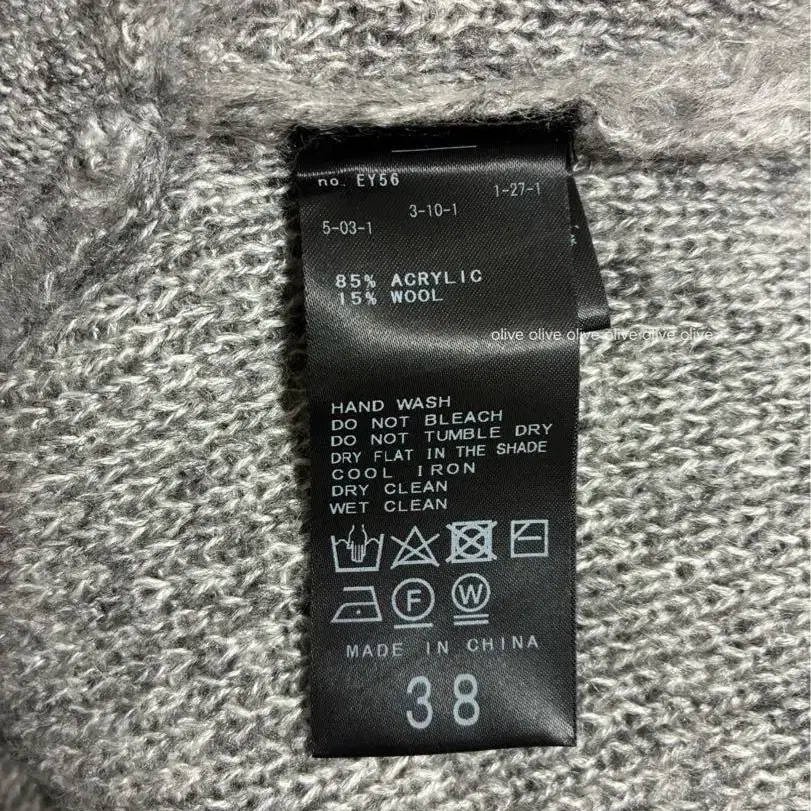 no. EY56
1-27-1
3-10-1
5-03-1
85% ACRYLIC
15% WOOL
olive olive olive olive olive olive
HAND WASH
DO NOT BLEACH
DO NOT TUMBLE DRY
DRY FLAT IN THE SHADE
COOL IRON
DRY CLEAN
WET CLEAN
F W
MADE IN CHINA
38